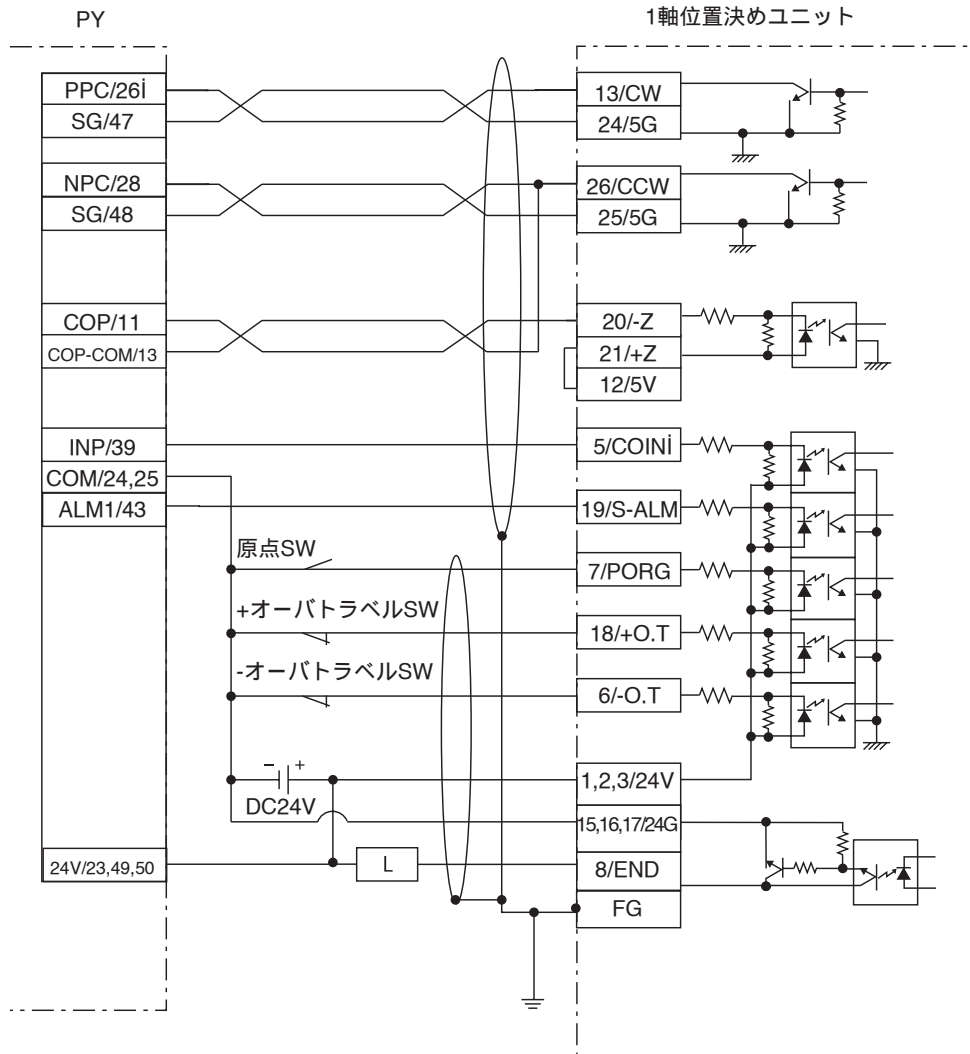 PY
1軸位置決めユニット
PPC/26İ
SG/47
NPC/28
SG/48
COP/11
COP-COM/13
INP/39
COM/24,25
ALM1/43
24V/23,49,50
原点SW
+オーバトラベルSW
-オーバトラベルSW
- +
DC24V
L
13/CW
24/5G
26/CCW
25/5G
20/-Z
21/+Z
12/5V
5/COINİ
19/S-ALM
7/PORG
18/+O.T
6/-O.T
1,2,3/24V
15,16,17/24G
8/END
FG